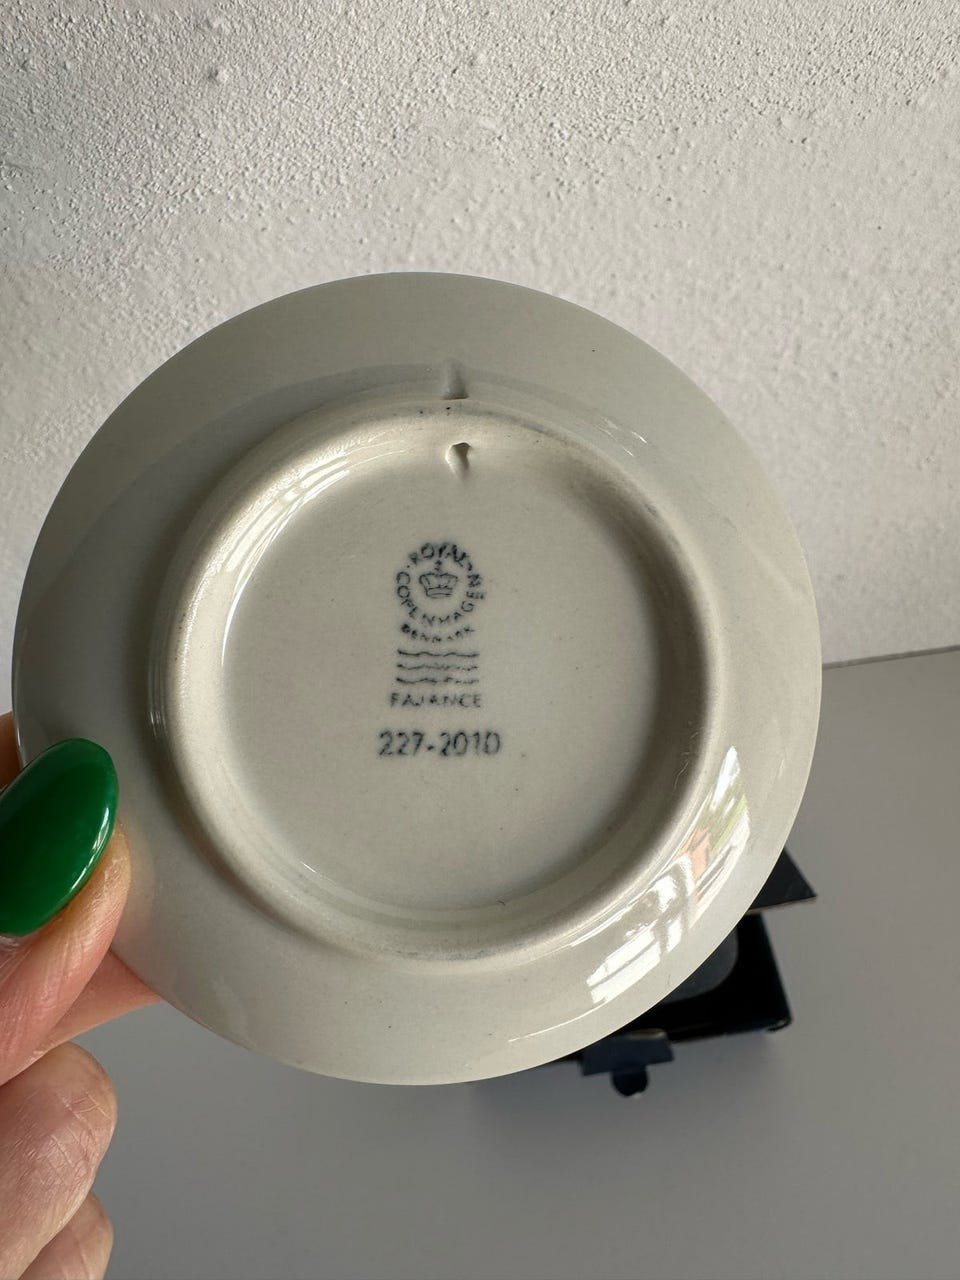 ROYAL
COPENHAGEN
DENMARK
FAJANCE
227-2010